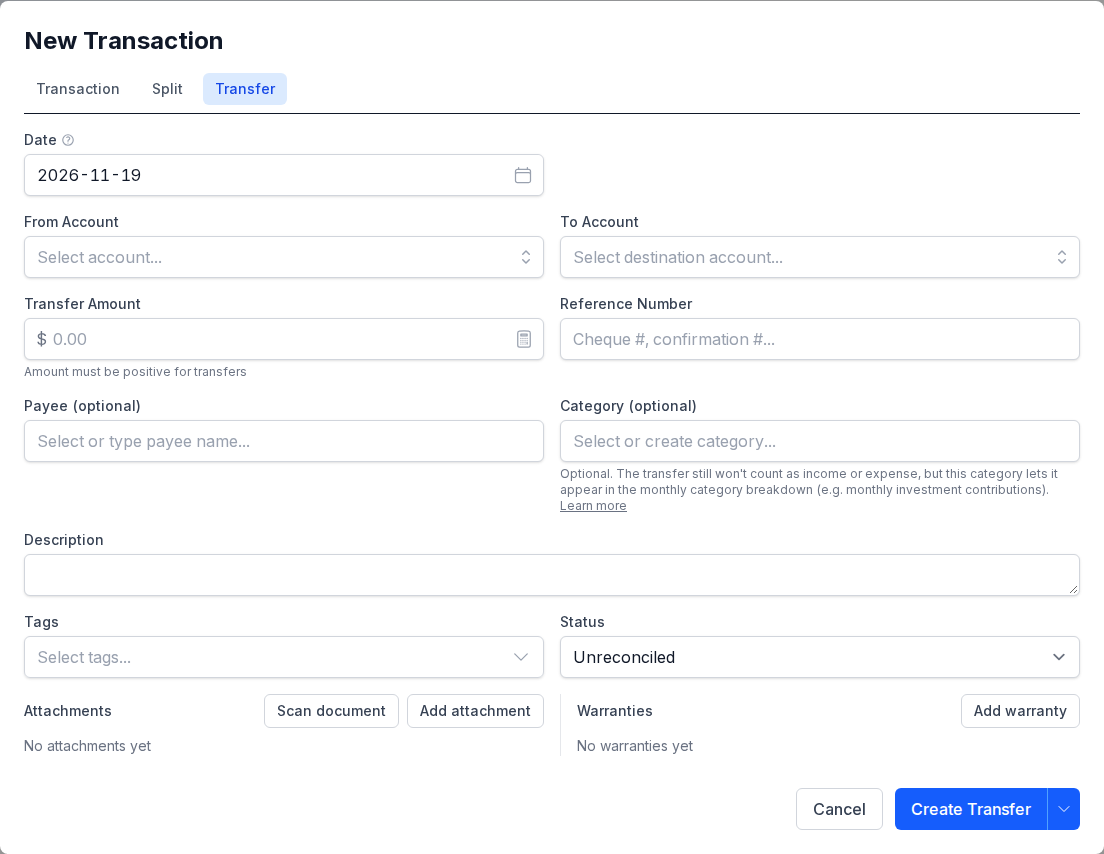 New Transaction
Transaction Split Transfer
Date
2026-11-19
From Account
To Account
Select account...
Select destination account...
Transfer Amount
Reference Number
$ 0.00
Cheque #, confirmation #...
Amount must be positive for transfers
Payee (optional)
Category (optional)
Select or type payee name...
Select or create category...
Optional. The transfer still won't count as income or expense, but this category lets it
appear in the monthly category breakdown (e.g. monthly investment contributions).
Learn more
Description
Tags
Status
Select tags...
Unreconciled
Attachments
Scan document
Add attachment
Warranties
Add warranty
No attachments yet
No warranties yet
Cancel
Create Transfer